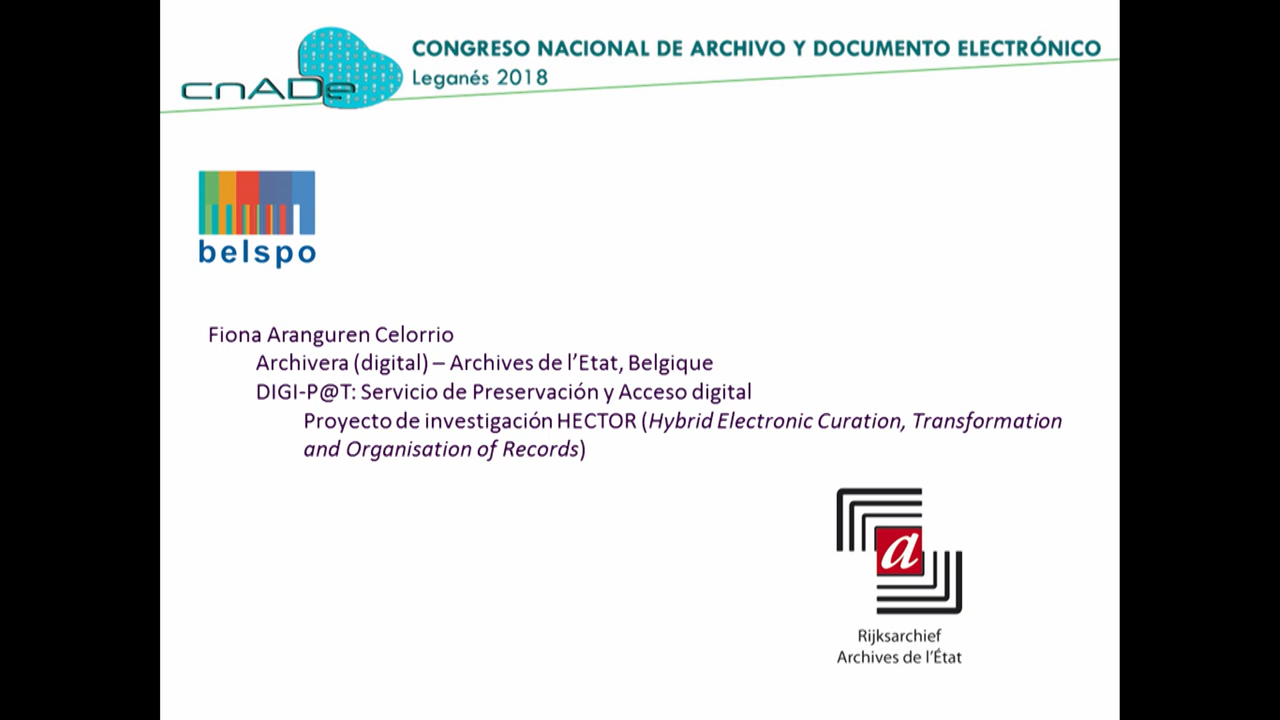 cnADe
CONGRESO NACIONAL DE ARCHIVO Y DOCUMENTO ELECTRÓNICO
Leganés 2018
belspo
Fiona Aranguren Celorrio
Archivera (digital) – Archives de l’Etat, Belgique
DIGI-P@T: Servicio de Preservación y Acceso digital
Proyecto de investigación HECTOR (Hybrid Electronic Curation, Transformation
and Organisation of Records)
a
Rijksarchief
Archives de l’État